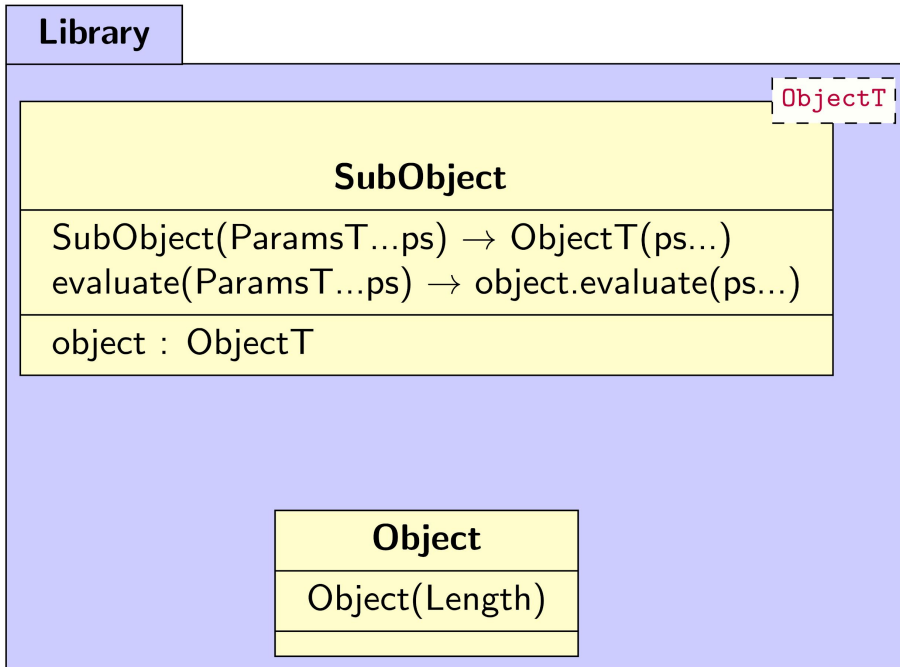 Library
ObjectT
SubObject
SubObject(ParamsT...ps) → ObjectT(ps...)
evaluate(ParamsT...ps) → object.evaluate(ps...)
object : ObjectT
Object
Object(Length)